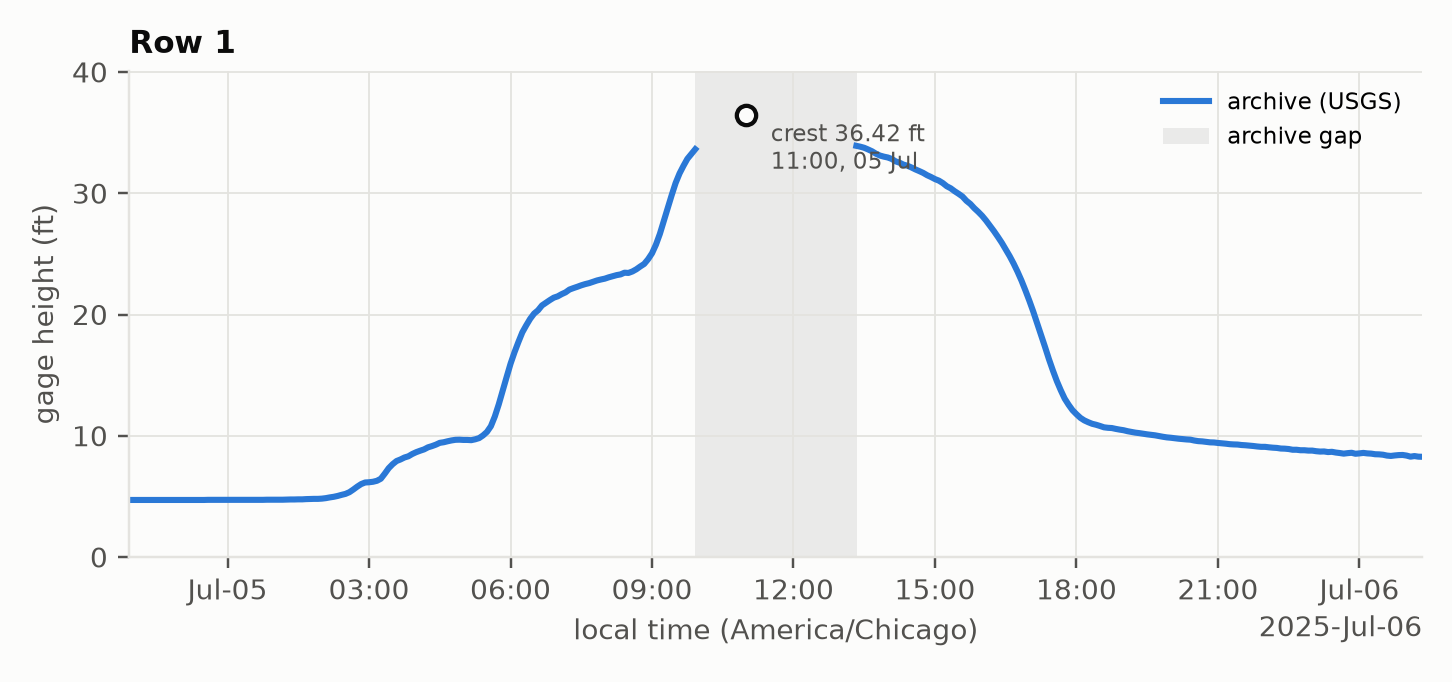 Row 1
40
30
20
10
0
gage height (ft)
archive (USGS)
archive gap
crest 36.42 ft
11:00, 05 Jul
Jul-05 03:00 06:00 09:00 12:00 15:00 18:00 21:00 Jul-06
local time (America/Chicago)
2025-Jul-06